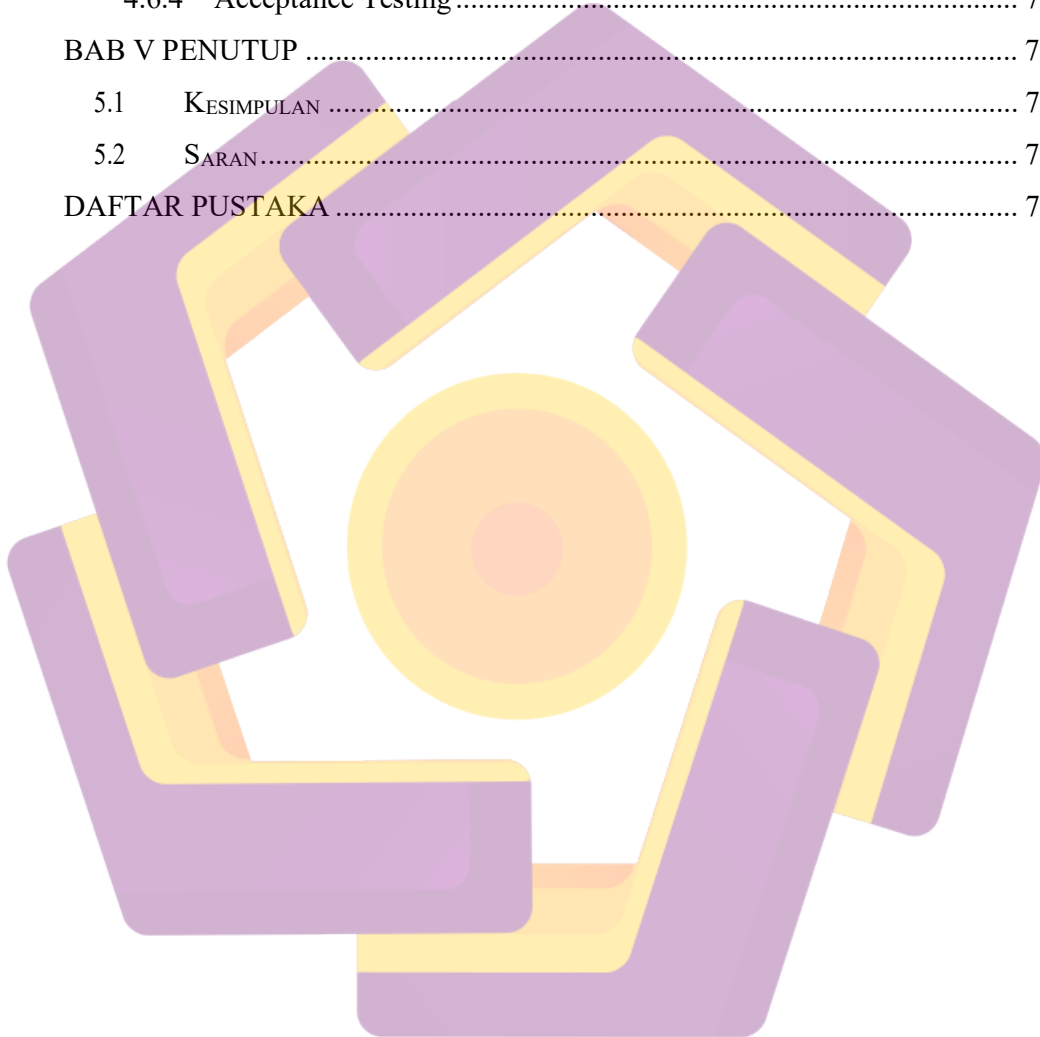 4.6.4 Acceptance Testing ........................................................................ 7
BAB V PENUTUP ................................................................................. 7
5.1 KESIMPULAN ................................................................................ 7
5.2 SARAN ........................................................................................ 7
DAFTAR PUSTAKA .............................................................................. 7